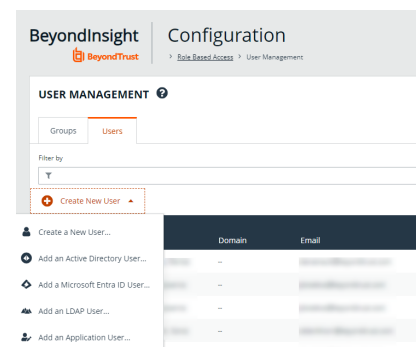 BeyondInsight
BeyondTrust
Configuration
> Role Based Access > User Management
USER MANAGEMENT ?
Groups
Users
Filter by
Create New User
Domain
Email
Create a New User...
Add an Active Directory User...
--
Add a Microsoft Entra ID User...
--
Add an LDAP User...
--
Add an Application User...
--